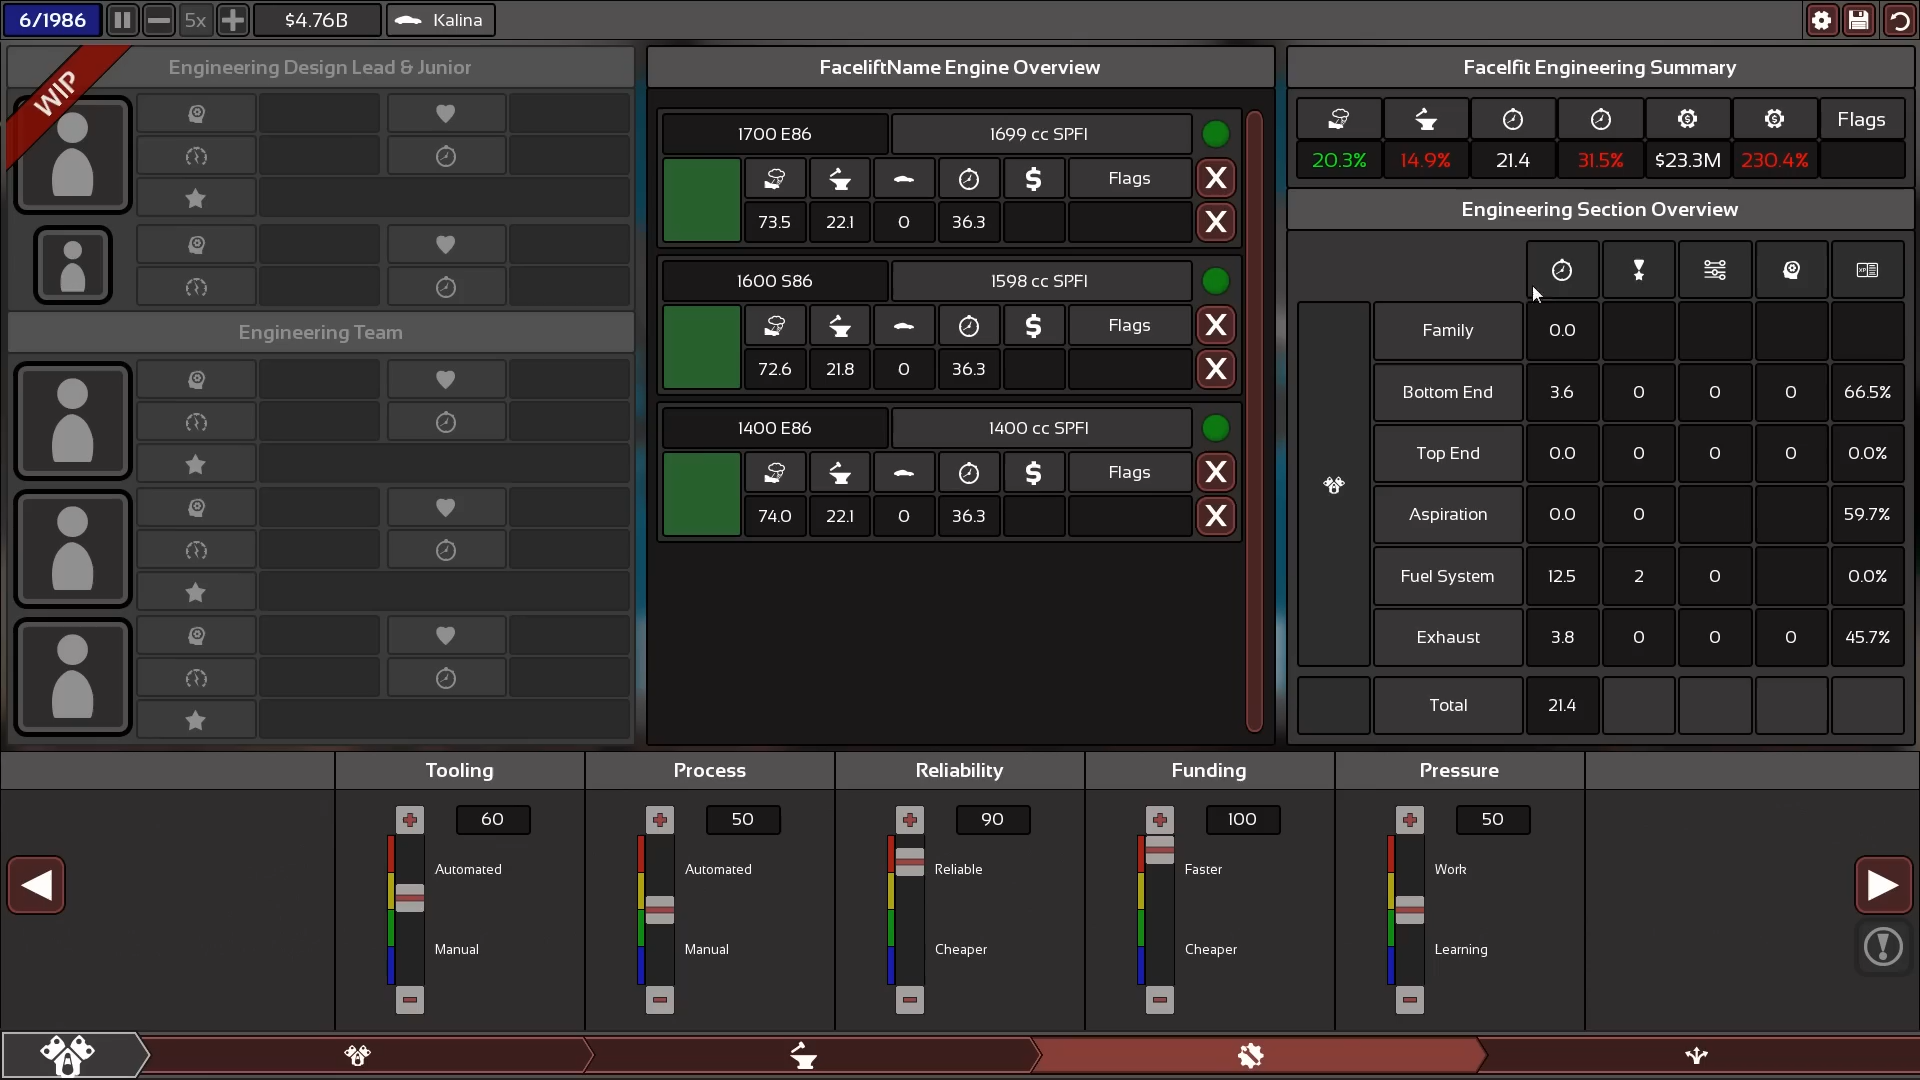 6/1986 5x $4.76B Kalina
WIP
Engineering Design Lead & Junior
Engineering Team
FaceliftName Engine Overview
1700 E86 1699 cc SPFI
$ Flags X
73.5 22.1 0 36.3 X
1600 S86 1598 cc SPFI
$ Flags X
72.6 21.8 0 36.3 X
1400 E86 1400 cc SPFI
$ Flags X
74.0 22.1 0 36.3 X
Facelfit Engineering Summary
Flags
20.3% 14.9% 21.4 31.5% $23.3M 230.4%
Engineering Section Overview
XP
Family 0.0
Bottom End 3.6 0 0 0 66.5%
Top End 0.0 0 0 0 0.0%
Aspiration 0.0 0 59.7%
Fuel System 12.5 2 0 0.0%
Exhaust 3.8 0 0 0 45.7%
Total 21.4
Tooling Process Reliability Funding Pressure
60 50 90 100 50
Automated Automated Reliable Faster Work
Manual Manual Cheaper Cheaper Learning